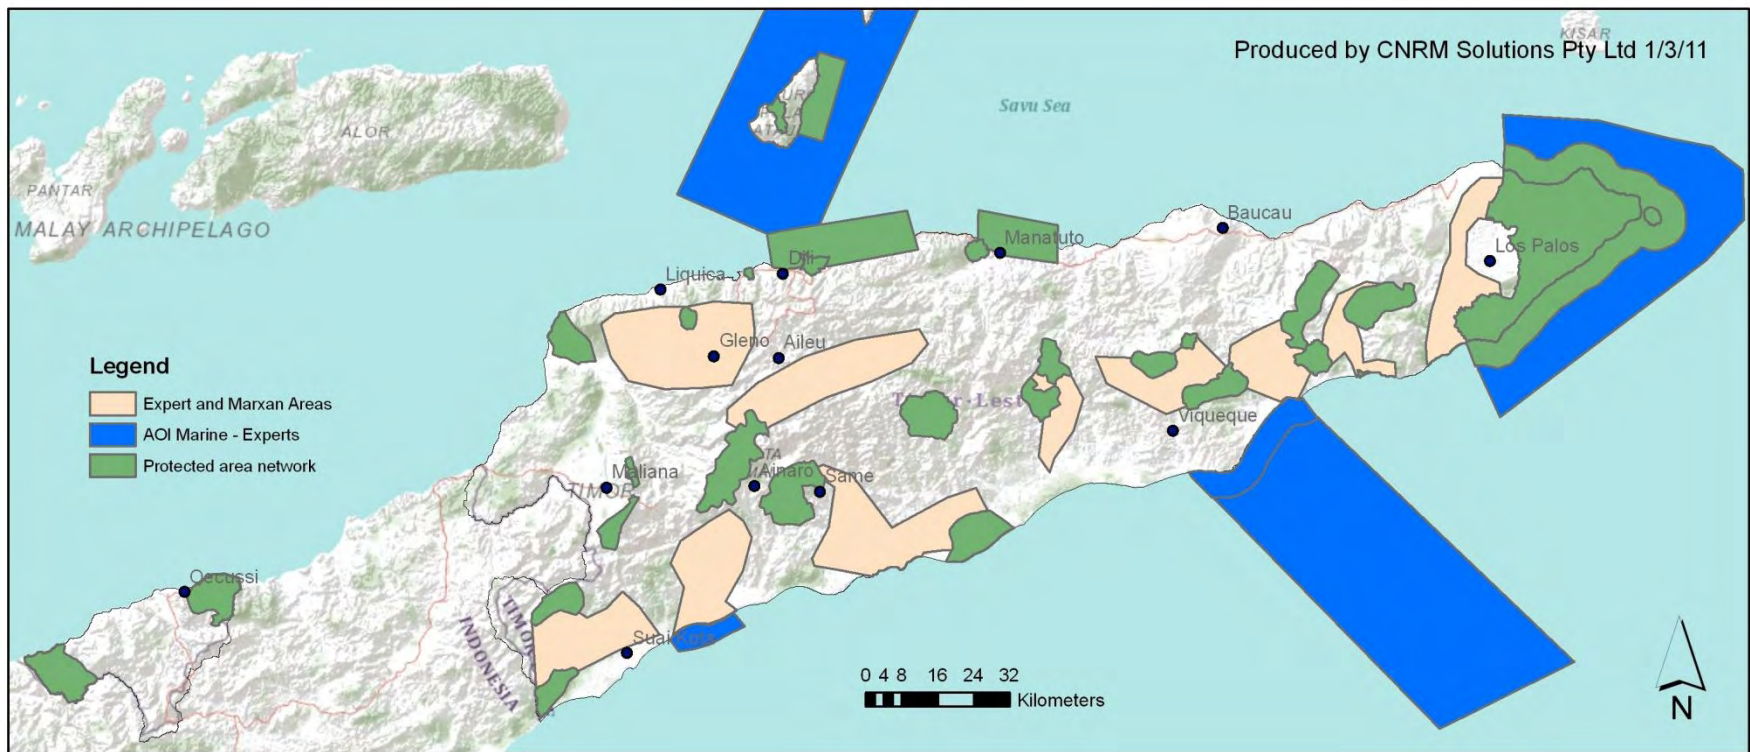 Produced by CNRM Solutions Pty Ltd 1/3/11
KISAR
Savu Sea
ALOR
PANTAR
MALAY ARCHIPELAGO
Baucau
Manatuto
Los Palos
Dili
Liquica
Gleno
Aileu
Legend
Expert and Marxan Areas
AOI Marine - Experts
Protected area network
Viqueque
Maliana
TIMOR
Ainaro
Same
Oecussi
Suai Kota
INDONESIA
0 4 8 16 24 32
Kilometers
N